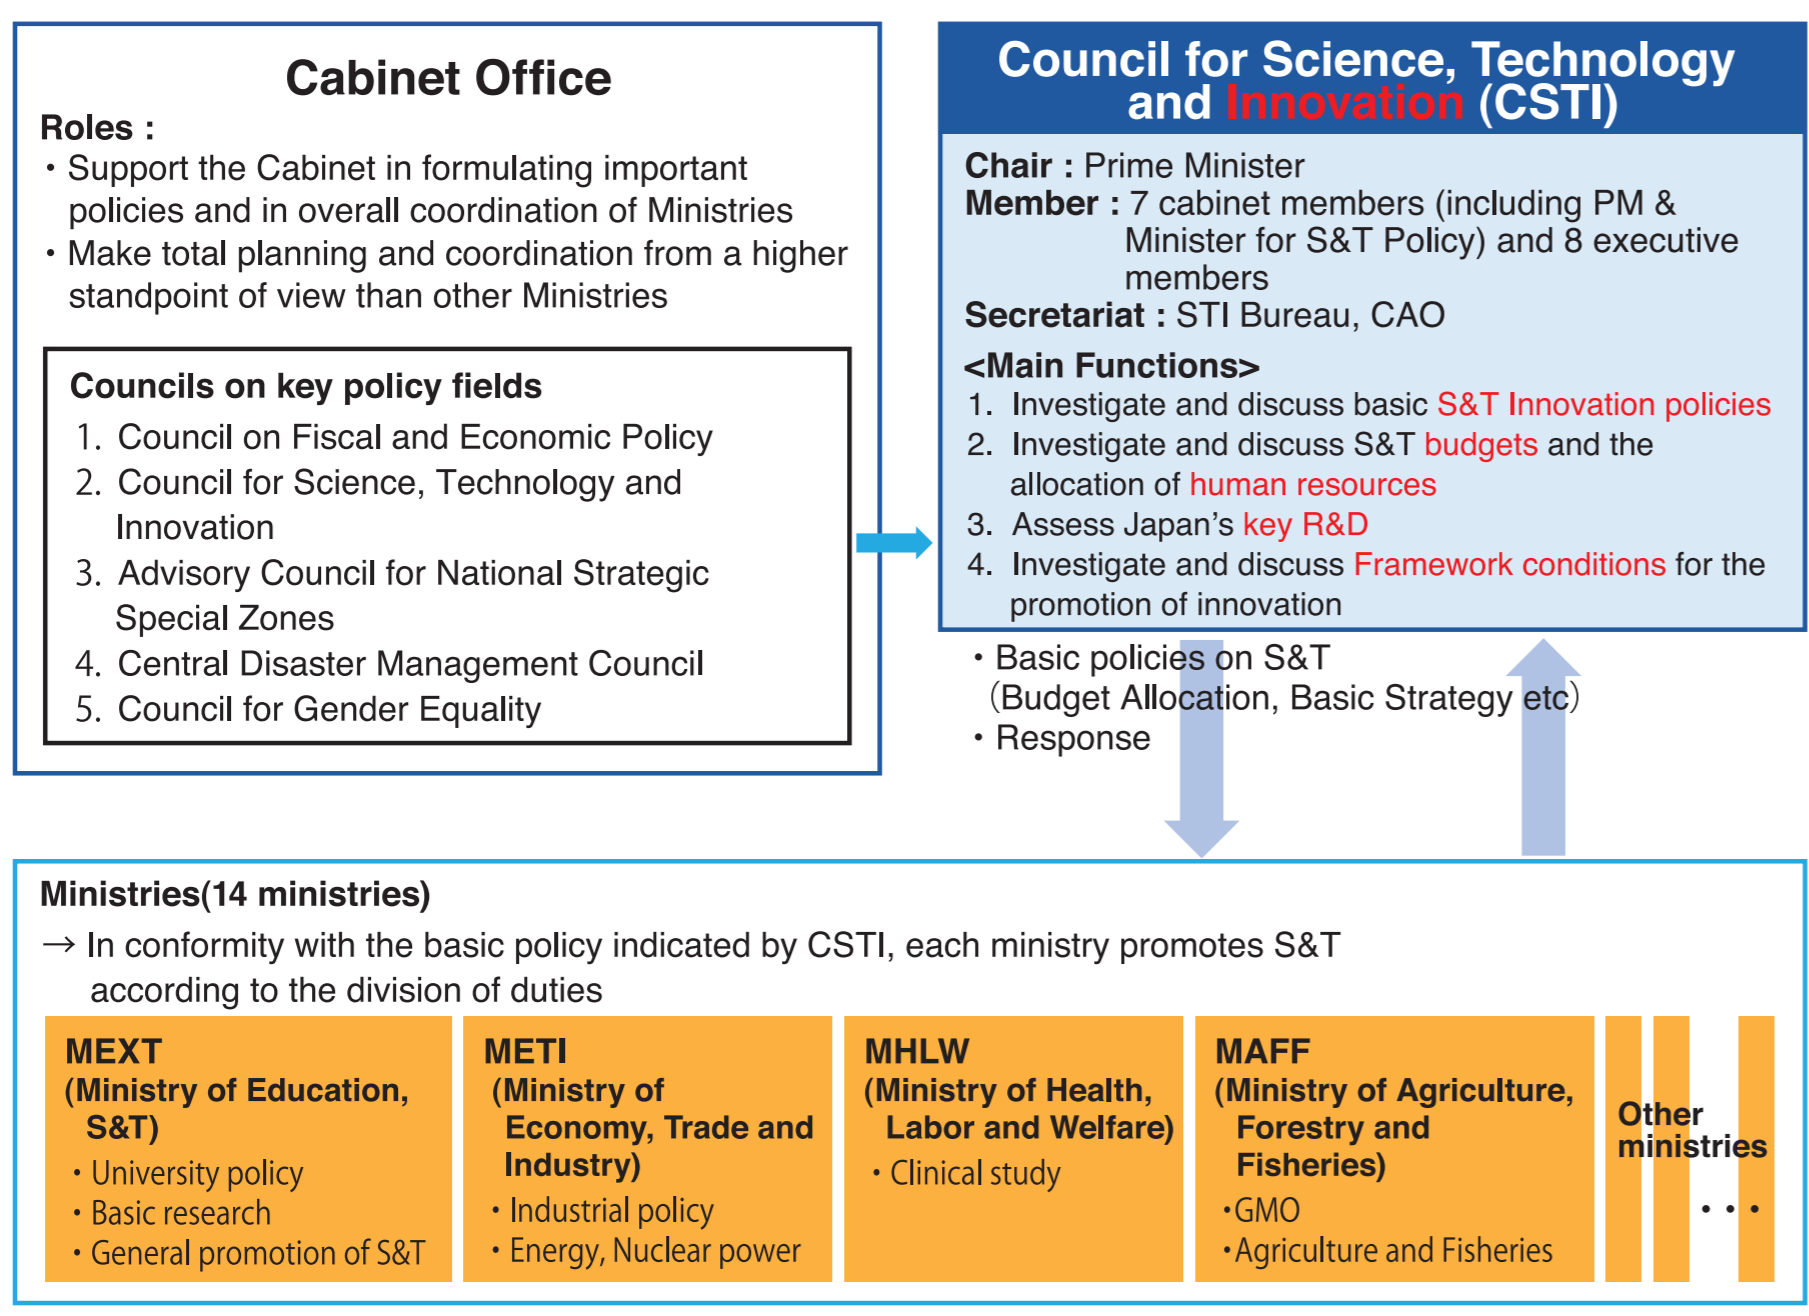 Cabinet Office
Roles :
・Support the Cabinet in formulating important
policies and in overall coordination of Ministries
・Make total planning and coordination from a higher
standpoint of view than other Ministries
Councils on key policy fields
1. Council on Fiscal and Economic Policy
2. Council for Science, Technology and
Innovation
3. Advisory Council for National Strategic
Special Zones
4. Central Disaster Management Council
5. Council for Gender Equality
Council for Science, Technology
and Innovation (CSTI)
Chair : Prime Minister
Member : 7 cabinet members (including PM &
Minister for S&T Policy) and 8 executive
members
Secretariat : STI Bureau, CAO
<Main Functions>
1. Investigate and discuss basic S&T Innovation policies
2. Investigate and discuss S&T budgets and the
allocation of human resources
3. Assess Japan's key R&D
4. Investigate and discuss Framework conditions for the
promotion of innovation
・Basic policies on S&T
（Budget Allocation, Basic Strategy etc）
・Response
Ministries(14 ministries)
→ In conformity with the basic policy indicated by CSTI, each ministry promotes S&T
according to the division of duties
MEXT
(Ministry of Education,
S&T)
・University policy
・Basic research
・General promotion of S&T
METI
(Ministry of
Economy, Trade and
Industry)
・Industrial policy
・Energy, Nuclear power
MHLW
(Ministry of Health,
Labor and Welfare)
・Clinical study
MAFF
(Ministry of Agriculture,
Forestry and
Fisheries)
・GMO
・Agriculture and Fisheries
Other
ministries
・・・